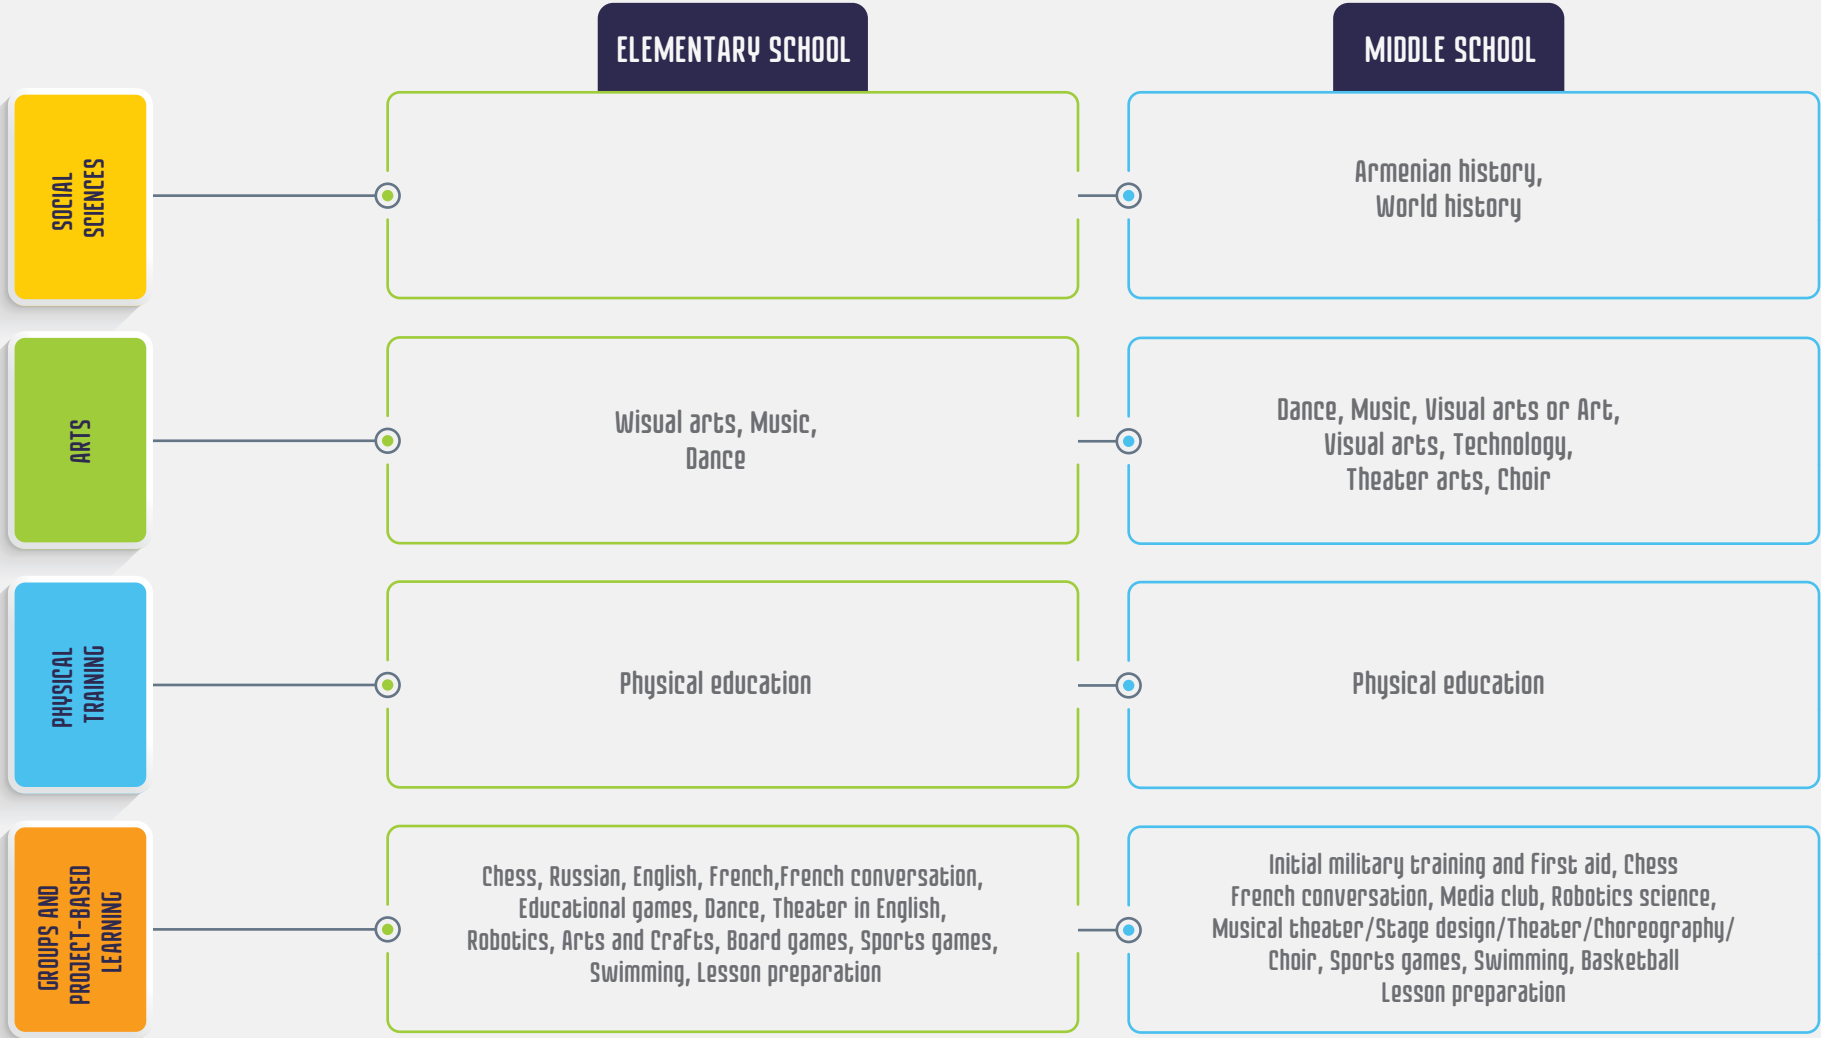 ELEMENTARY SCHOOL
MIDDLE SCHOOL
SOCIAL
SCIENCES
Armenian history,
World history
ARTS
Wisual arts, Music,
Dance
Dance, Music, Visual arts or Art,
Visual arts, Technology,
Theater arts, Choir
PHYSICAL
TRAINING
Physical education
Physical education
GROUPS AND
PROJECT-BASED
LEARNING
Chess, Russian, English, French,French conversation,
Educational games, Dance, Theater in English,
Robotics, Arts and Crafts, Board games, Sports games,
Swimming, Lesson preparation
Initial military training and First aid, Chess
French conversation, Media club, Robotics science,
Musical theater/Stage design/Theater/Choreography/
Choir, Sports games, Swimming, Basketball
Lesson preparation